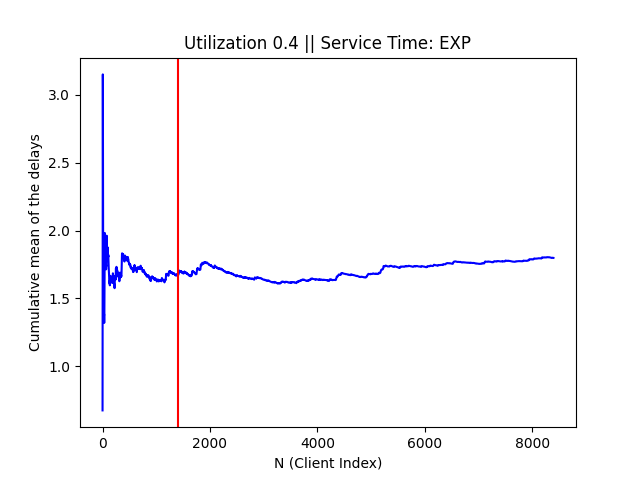 Utilization 0.4 || Service Time: EXP
3.0
2.5
2.0
1.5
1.0
Cumulative mean of the delays
0 2000 4000 6000 8000
N (Client Index)